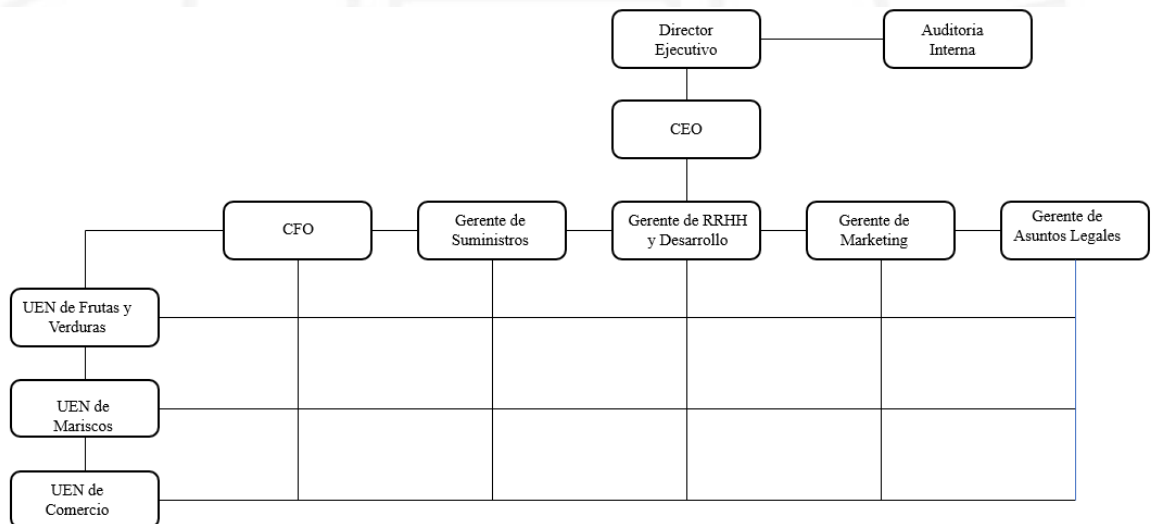 Director
Ejecutivo
Auditoria
Interna
CEO
CFO
Gerente de
Suministros
Gerente de RRHH
y Desarrollo
Gerente de
Marketing
Gerente de
Asuntos Legales
UEN de Frutas y
Verduras
UEN de
Mariscos
UEN de
Comercio